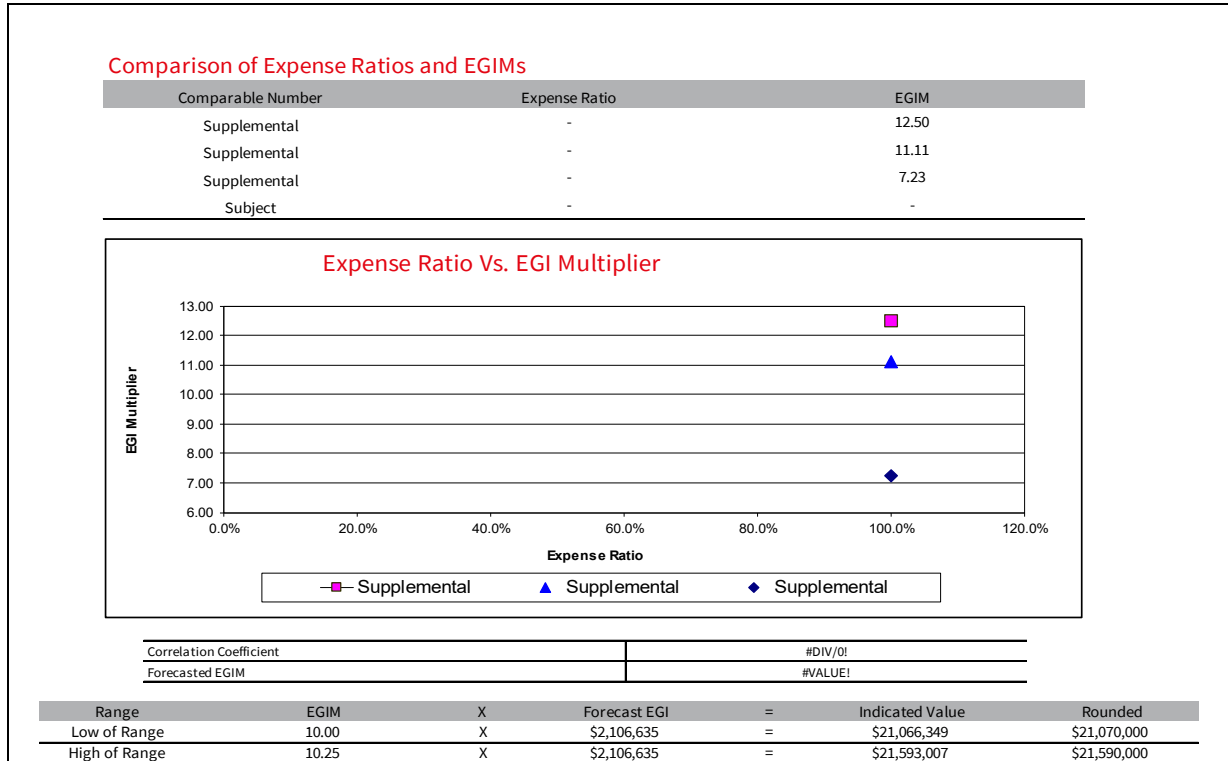 Comparison of Expense Ratios and EGIMs
Comparable Number Expense Ratio EGIM
Supplemental - 12.50
Supplemental - 11.11
Supplemental - 7.23
Subject - -
Expense Ratio Vs. EGI Multiplier
13.00
12.00
11.00
10.00
9.00
8.00
7.00
6.00
EGI Multiplier
0.0% 20.0% 40.0% 60.0% 80.0% 100.0% 120.0%
Expense Ratio
Supplemental Supplemental Supplemental
Correlation Coefficient #DIV/0!
Forecasted EGIM #VALUE!
Range EGIM X Forecast EGI = Indicated Value Rounded
Low of Range 10.00 X $2,106,635 = $21,066,349 $21,070,000
High of Range 10.25 X $2,106,635 = $21,593,007 $21,590,000